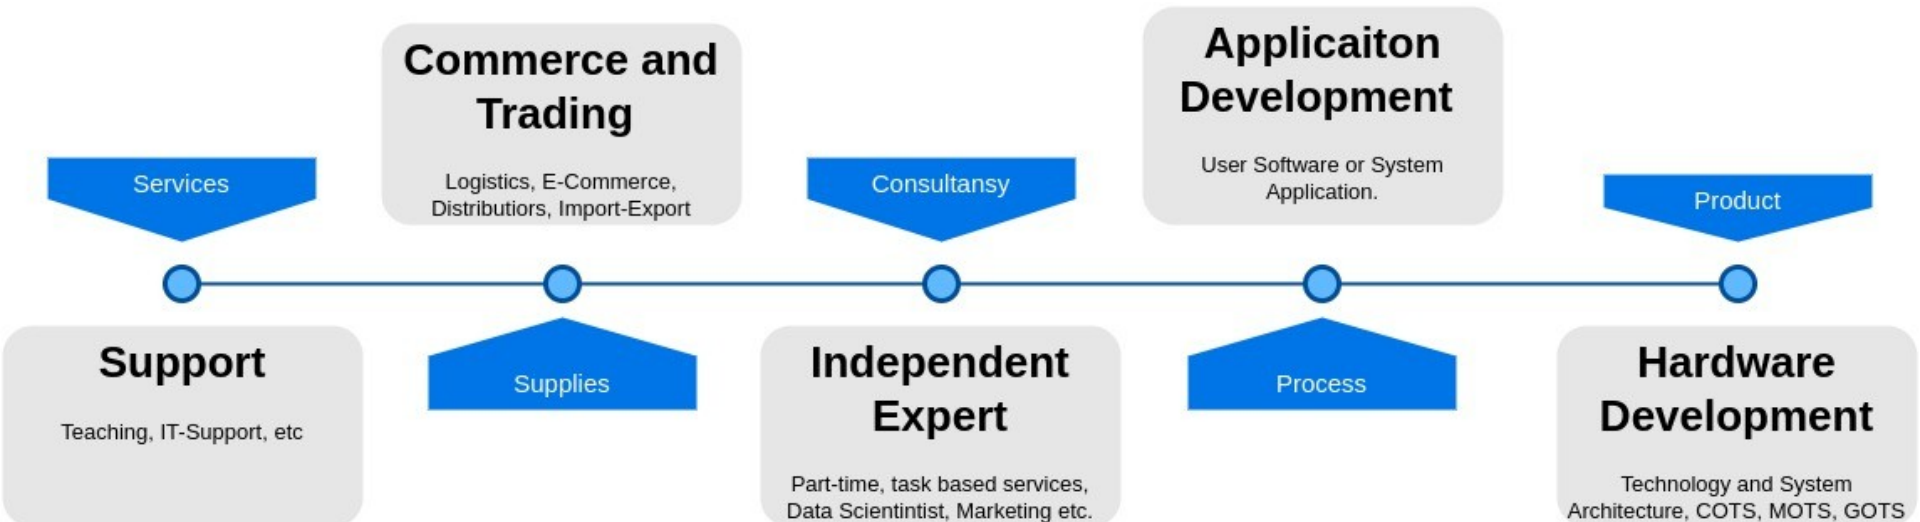 Services
Support
Teaching, IT-Support, etc
Commerce and
Trading
Logistics, E-Commerce,
Distributiors, Import-Export
Supplies
Consultansy
Independent
Expert
Part-time, task based services,
Data Scientintist, Marketing etc.
Applicaiton
Development
User Software or System
Application.
Process
Product
Hardware
Development
Technology and System
Architecture, COTS, MOTS, GOTS